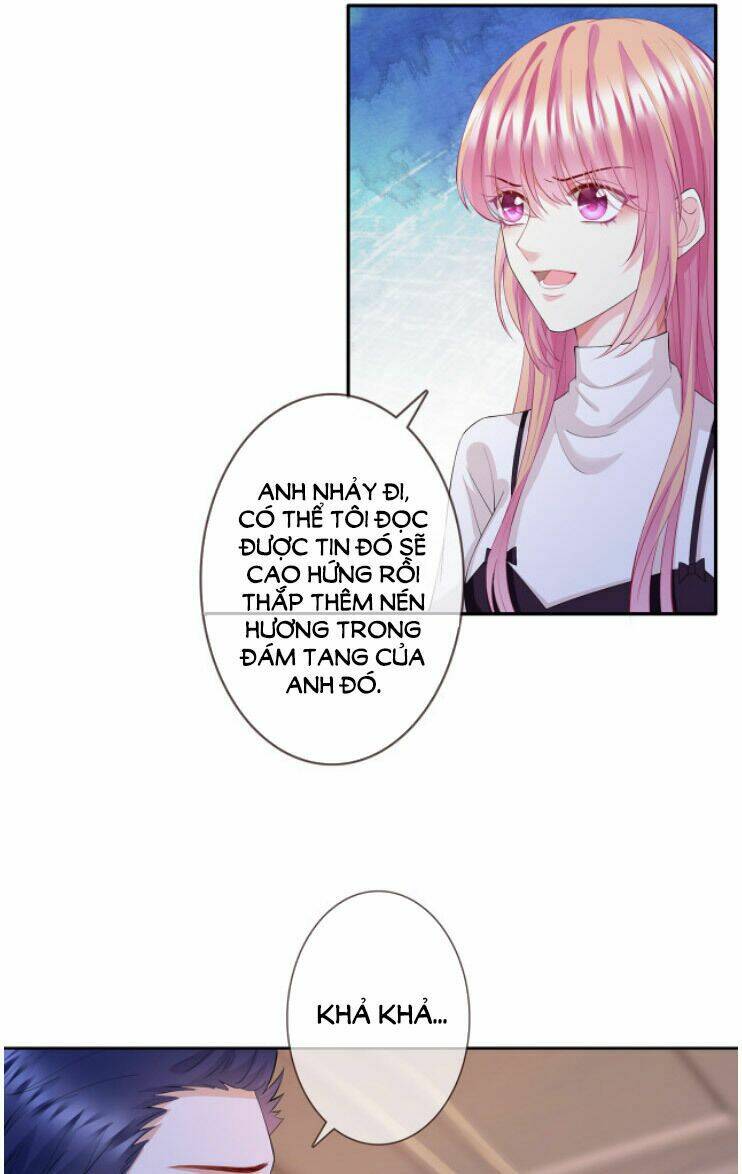 ANH NHẢY ĐI,
CÓ THỂ TÔI ĐỌC
ĐƯỢC TIN ĐÓ SẼ
CAO HỨNG RỒI
THẮP THÊM NÉN
HƯƠNG TRONG
ĐÁM TANG CỦA
ANH ĐÓ.
KHẢ KHẢ...